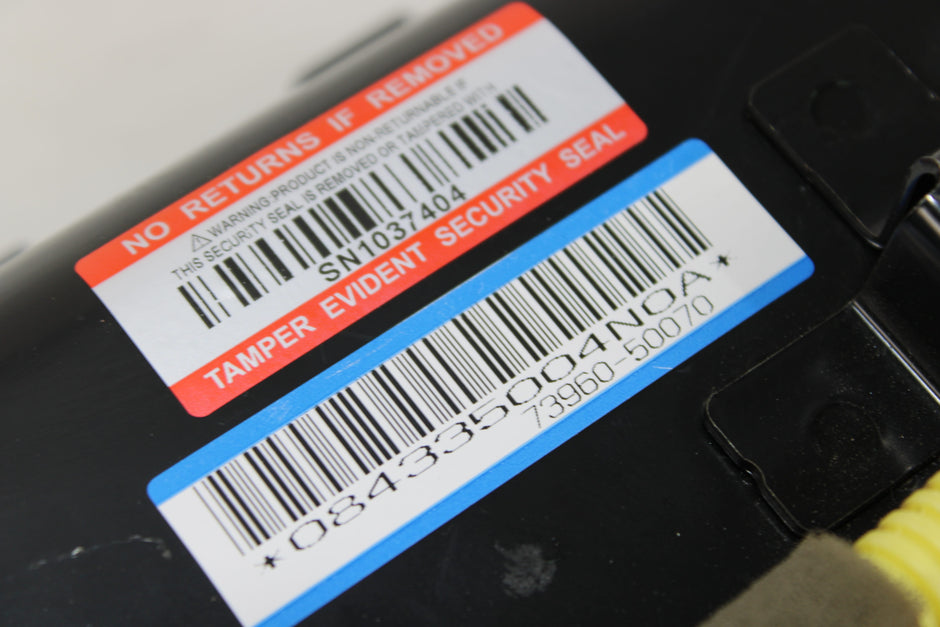 NO RETURNS IF REMOVED
⚠WARNING:PRODUCT IS NON-RETURNABLE IF
THIS SECURITY SEAL IS REMOVED OR TAMPERED WITH
SN1037404
TAMPER EVIDENT SECURITY SEAL
*084335004N0A*
73960-50070